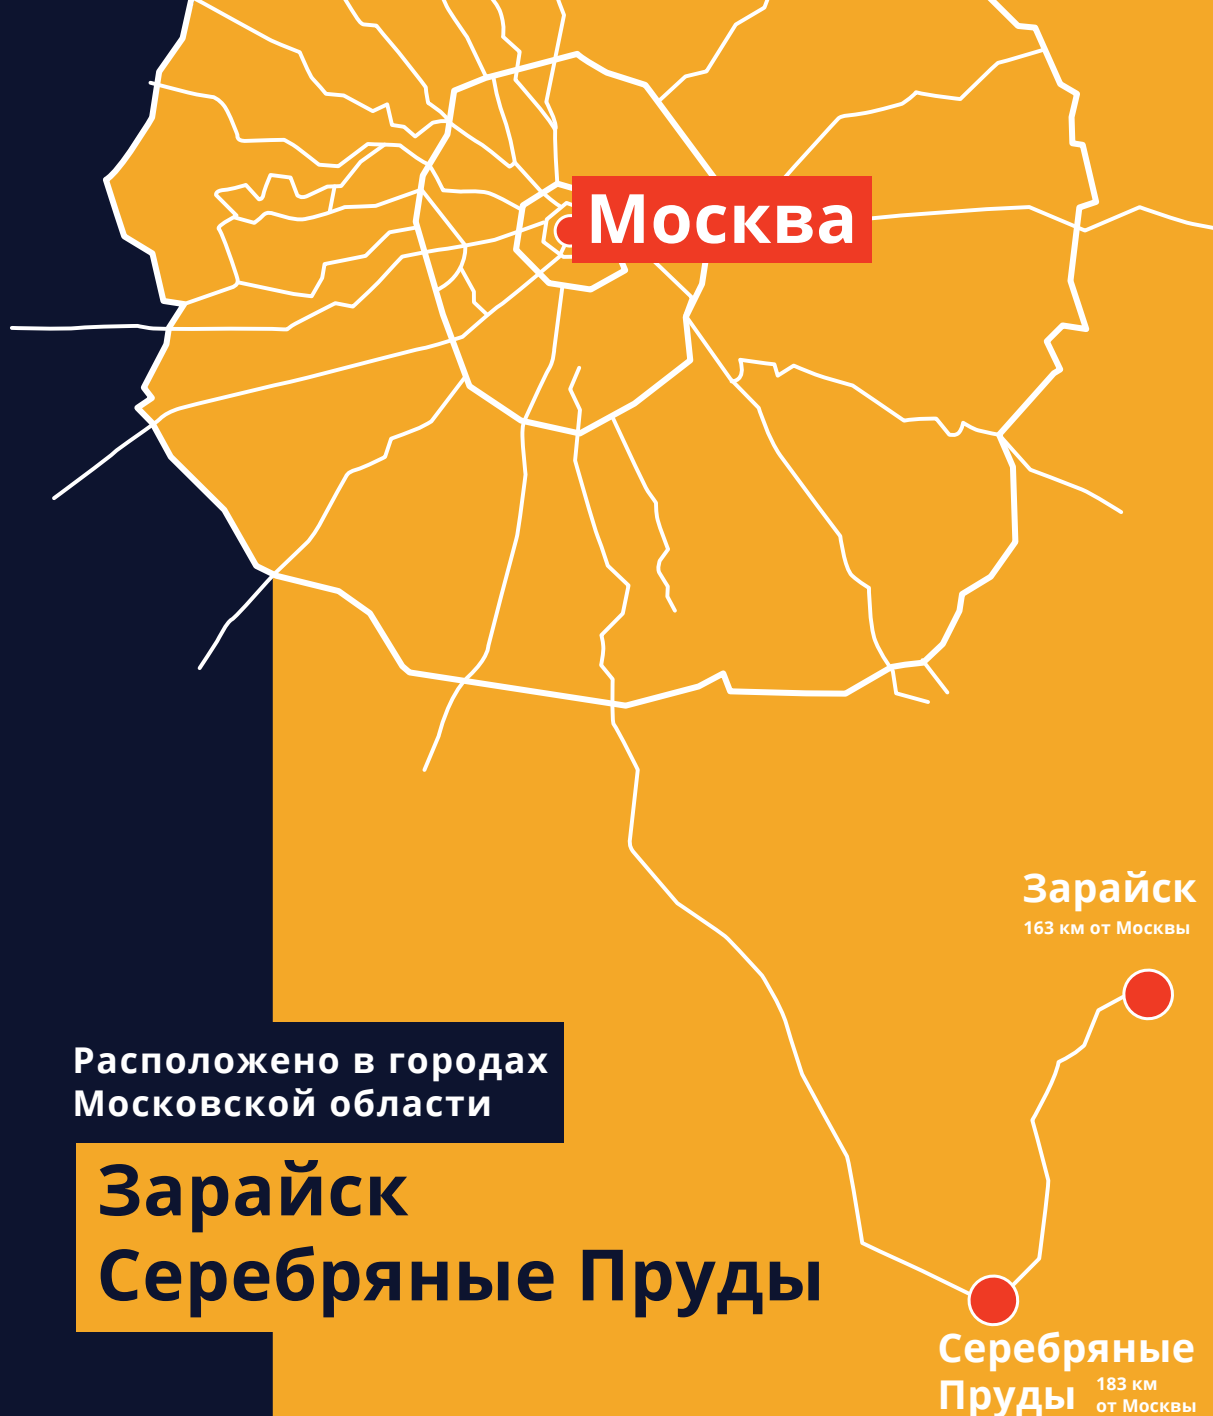 Москва
Зарайск
163 км от Москвы
Расположено в городах
Московской области
Зарайск
Серебряные Пруды
Серебряные
Пруды
183 км
от Москвы